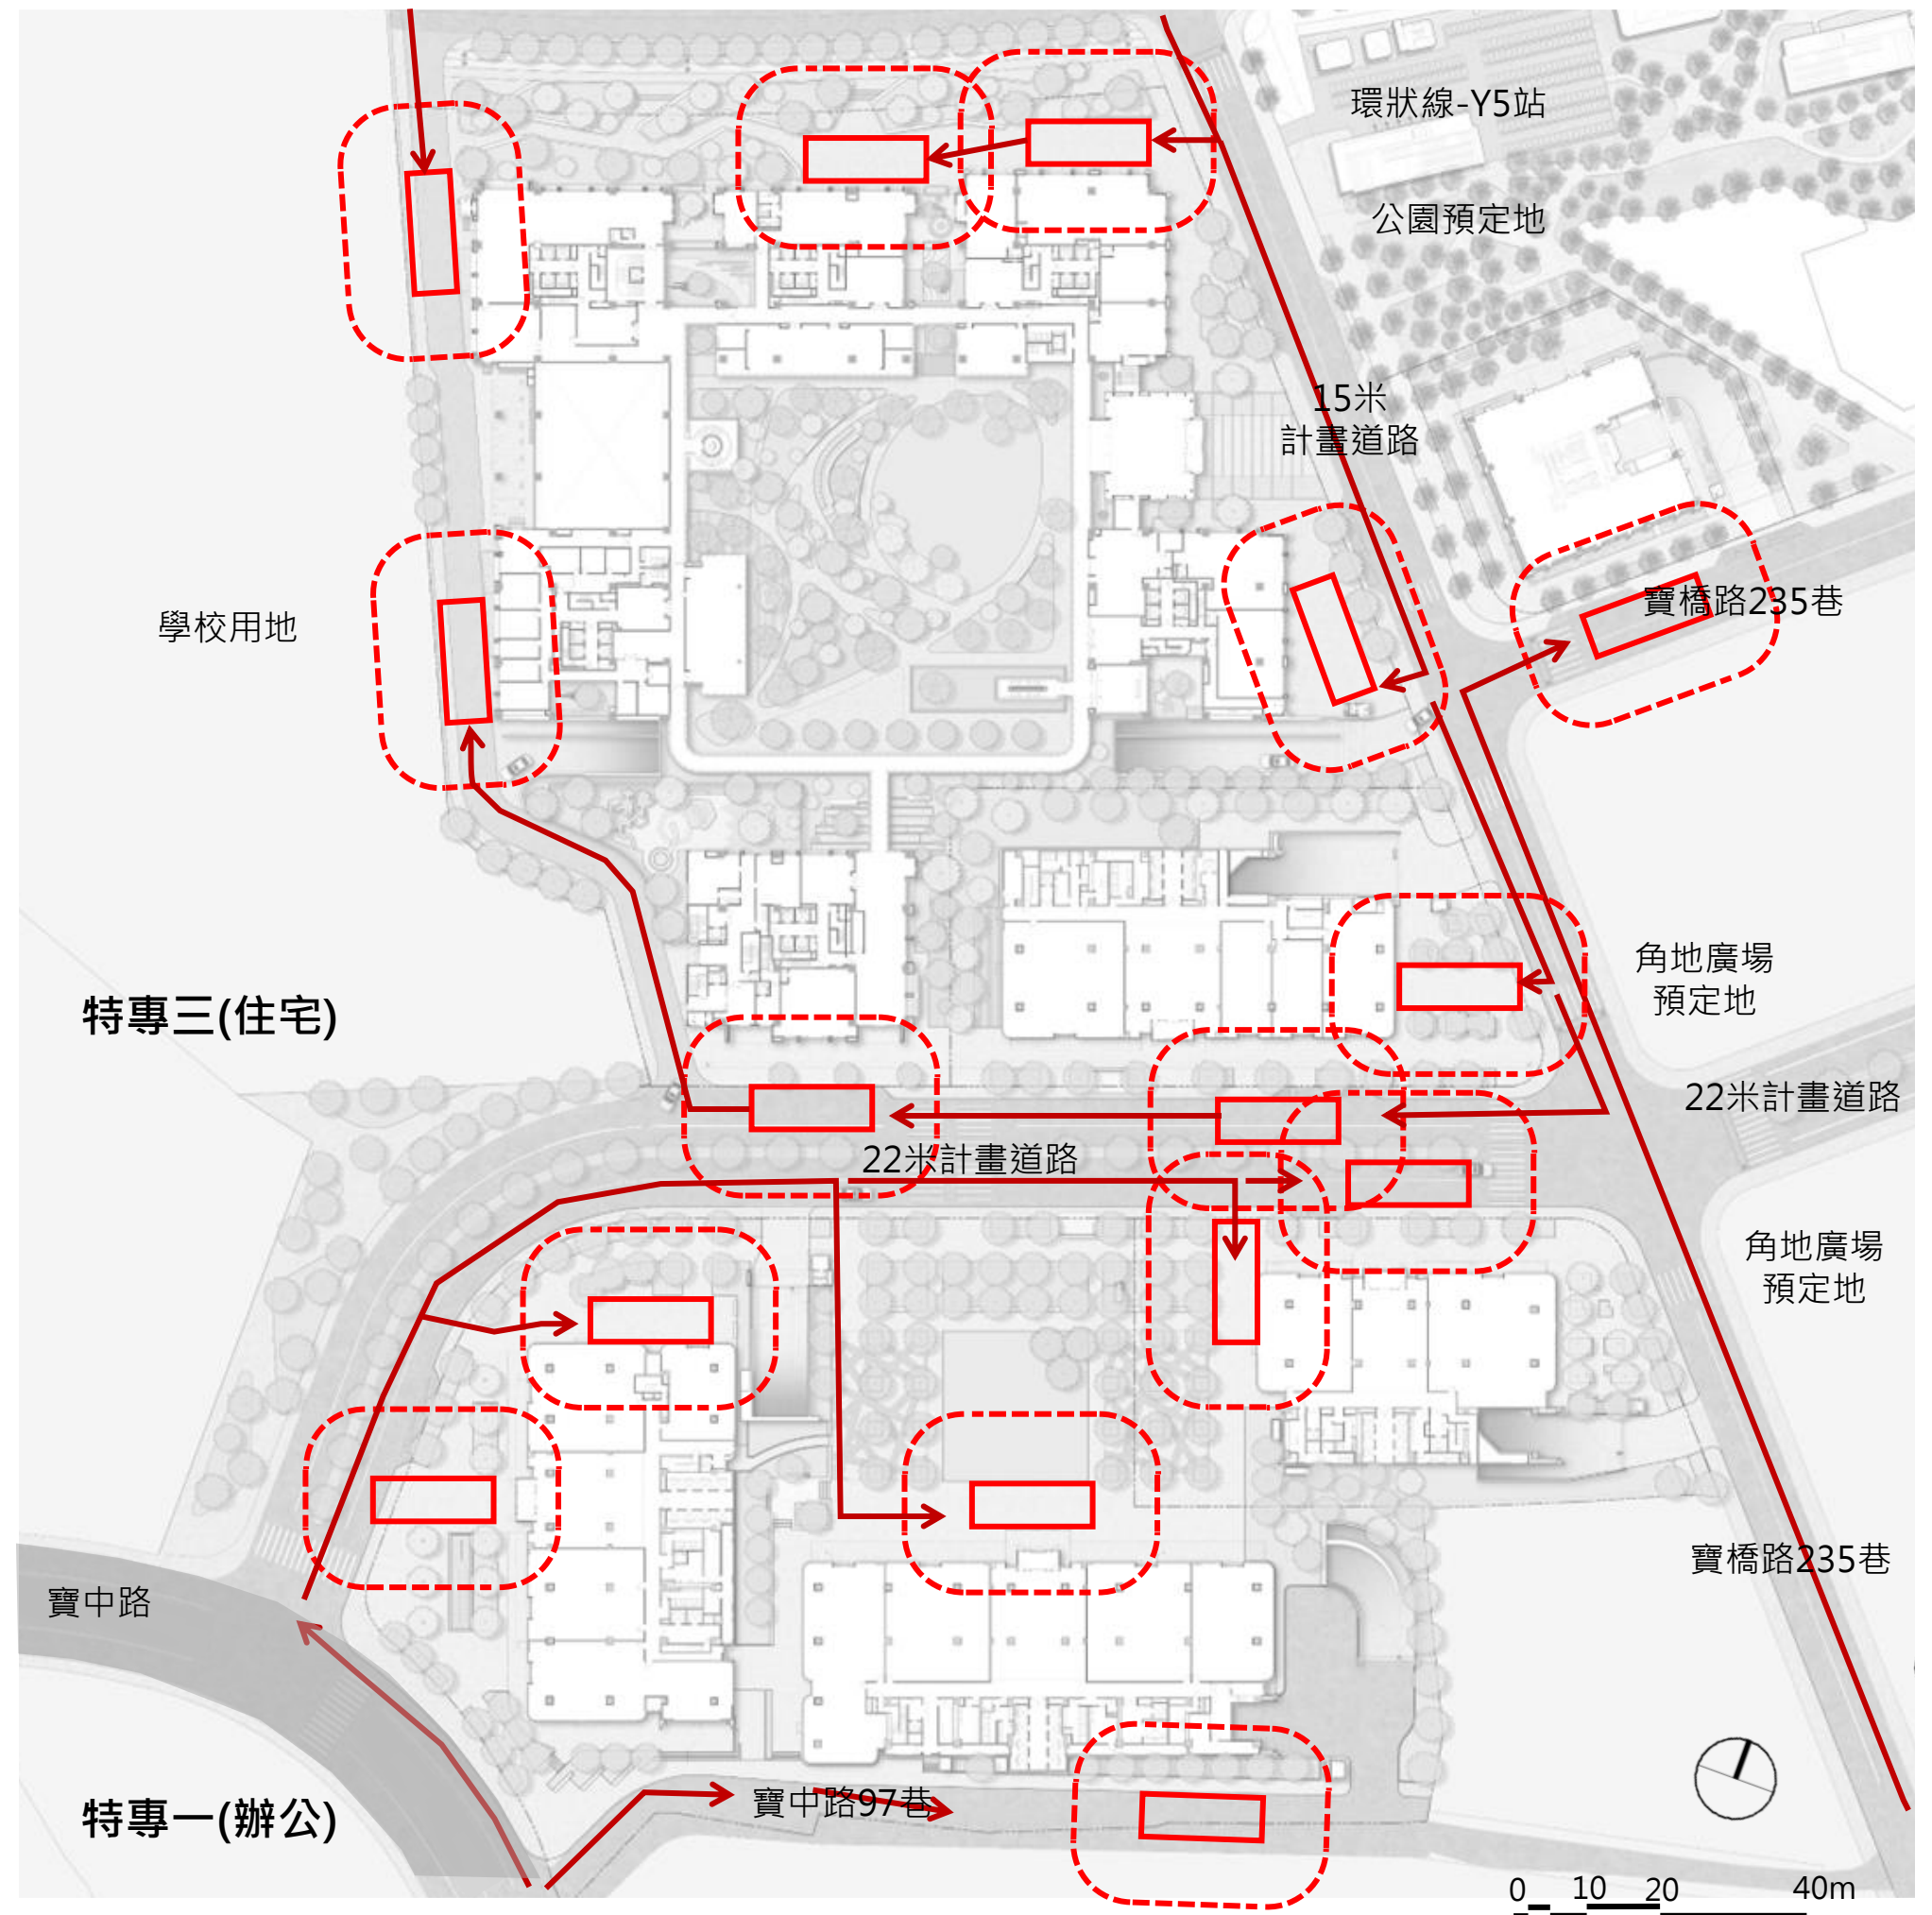 環狀線-Y5站
公園預定地
15米
計畫道路
寶橋路235巷
學校用地
角地廣場
預定地
特專三(住宅)
22米計畫道路
22米計畫道路
角地廣場
預定地
寶橋路235巷
寶中路
寶中路97巷
特專一(辦公)
0 10 20 40m